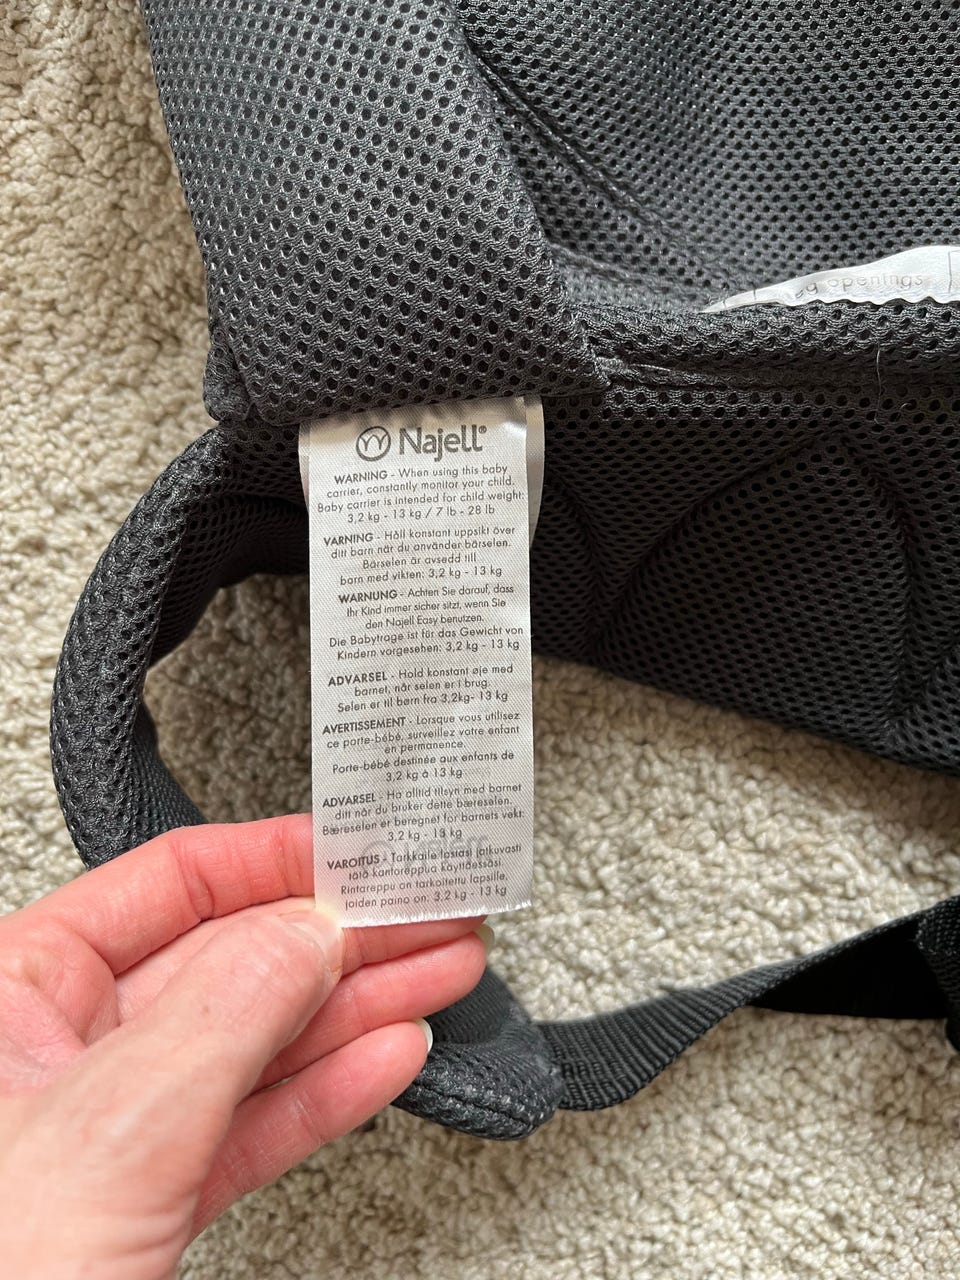 openings
Najell®
WARNING - When using this baby
carrier, constantly monitor your child.
Baby carrier is intended for child weight:
3,2 kg - 13 kg / 7 lb - 28 lb
VARNING - Håll konstant uppsikt över
ditt barn när du använder bärselen.
Bärselen är avsedd till
barn med vikten: 3,2 kg - 13 kg
WARNUNG - Achten Sie darauf, dass
Ihr Kind immer sicher sitzt, wenn Sie
den Najell Easy benutzen.
Die Babytrage ist für das Gewicht von
Kindern vorgesehen: 3,2 kg - 13 kg
ADVARSEL - Hold konstant øje med
barnet, når selen er i brug.
Selen er til børn fra 3,2kg- 13 kg
AVERTISSEMENT - Lorsque vous utilisez
ce porte-bébé, surveillez votre enfant
en permanence.
Porte-bébé destinée aux enfants de
3,2 kg à 13 kg
ADVARSEL - Ha alltid tilsyn med barnet
ditt når du bruker dette bæreselen.
Bæreselen er beregnet for barnets vekt:
3,2 kg - 13 kg
VAROITUS - Tarkkaile lastasi jatkuvasti
tätä kantoreppua käyttäessäsi.
Rintareppu on tarkoitettu lapsille,
joiden paino on: 3,2 kg - 13 kg